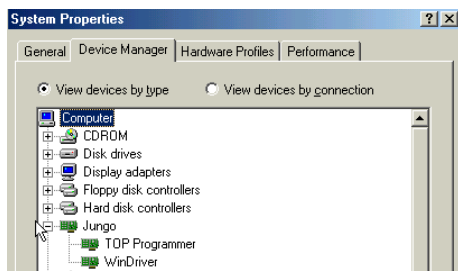 System Properties
General Device Manager Hardware Profiles Performance
View devices by type View devices by connection
Computer
CDROM
Disk drives
Display adapters
Floppy disk controllers
Hard disk controllers
Jungo
TOP Programmer
WinDriver